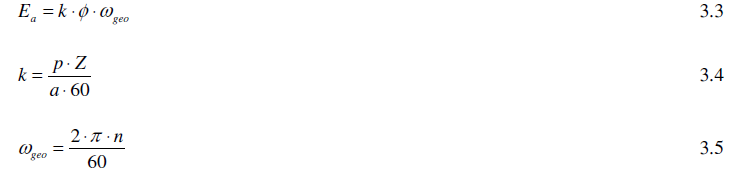 E_a = k · ϕ · ω_geo 3.3
k = p · Z / a · 60 3.4
ω_geo = 2 · π · n / 60 3.5